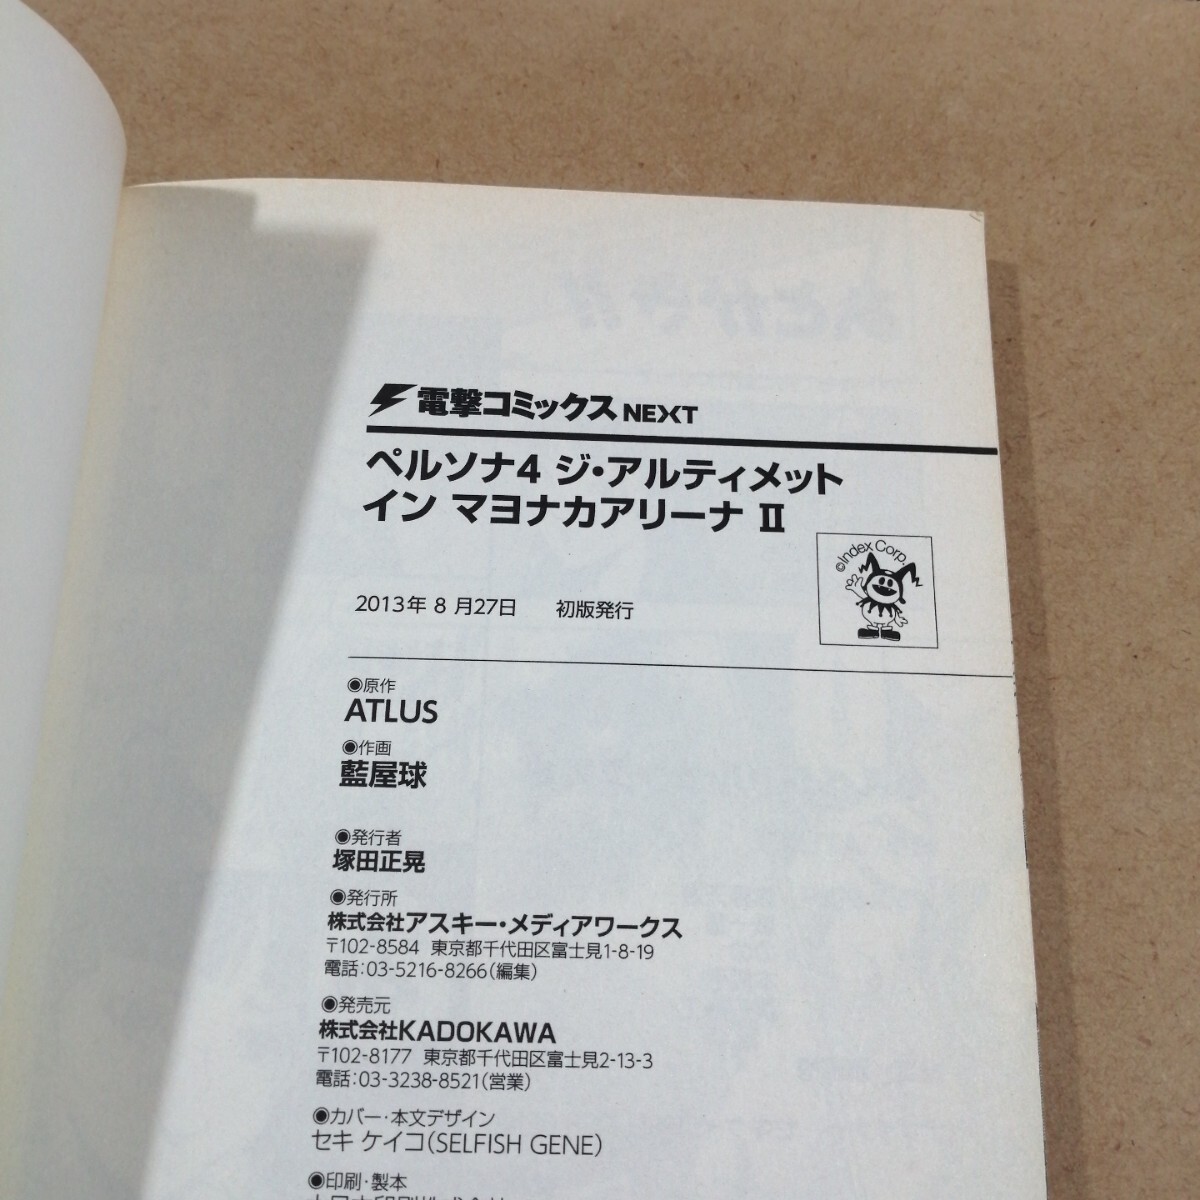 電撃コミックス NEXT
ペルソナ4 ジ・アルティメット
イン マヨナカアリーナ Ⅱ
©Index Corp.
2013年 8 月27日 初版発行
◉原作
ATLUS
◉作画
藍屋球
◉発行者
塚田正晃
◉発行所
株式会社アスキー・メディアワークス
〒102-8584 東京都千代田区富士見1-8-19
電話:03-5216-8266(編集)
◉発売元
株式会社KADOKAWA
〒102-8177 東京都千代田区富士見2-13-3
電話:03-3238-8521(営業)
◉カバー・本文デザイン
セキ ケイコ(SELFISH GENE)
◉印刷・製本